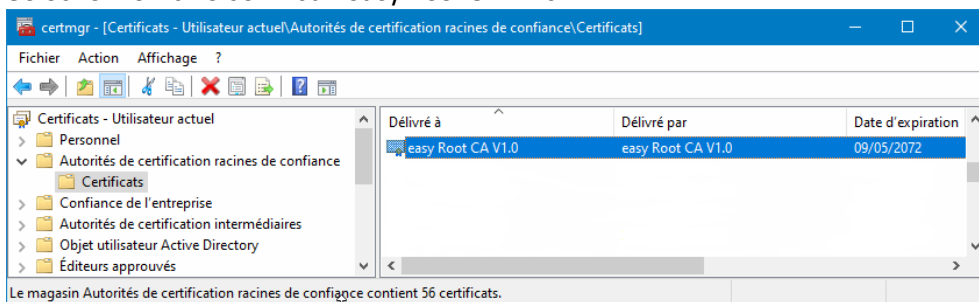 certmgr - [Certificats - Utilisateur actuel\Autorités de certification racines de confiance\Certificats]
Fichier Action Affichage ?
Certificats - Utilisateur actuel
Personnel
Autorités de certification racines de confiance
Certificats
Confiance de l'entreprise
Autorités de certification intermédiaires
Objet utilisateur Active Directory
Éditeurs approuvés
Délivré à Délivré par Date d'expiration
easy Root CA V1.0 easy Root CA V1.0 09/05/2072
Le magasin Autorités de certification racines de confiance contient 56 certificats.